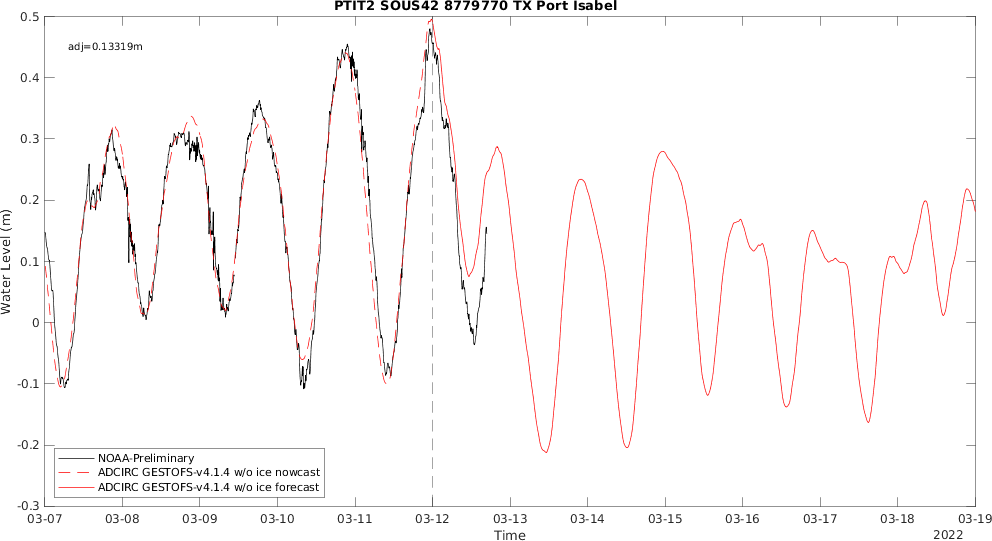 PTIT2 SOUS42 8779770 TX Port Isabel
adj=0.13319m
0.5
0.4
0.3
0.2
0.1
0
-0.1
-0.2
-0.3
Water Level (m)
NOAA-Preliminary
ADCIRC GESTOFS-v4.1.4 w/o ice nowcast
ADCIRC GESTOFS-v4.1.4 w/o ice forecast
03-07 03-08 03-09 03-10 03-11 03-12 03-13 03-14 03-15 03-16 03-17 03-18 03-19
Time
2022